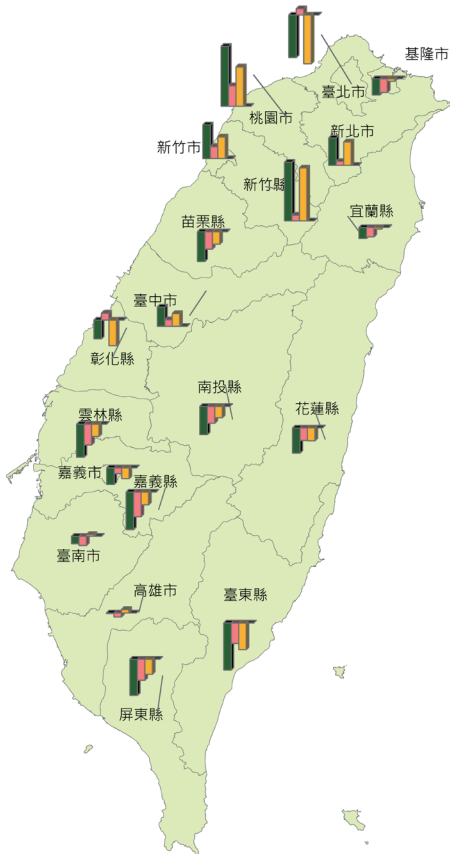 基隆市
臺北市
桃園市
新北市
新竹市
新竹縣
宜蘭縣
苗栗縣
臺中市
彰化縣
南投縣
花蓮縣
雲林縣
嘉義市
嘉義縣
臺南市
高雄市
臺東縣
屏東縣